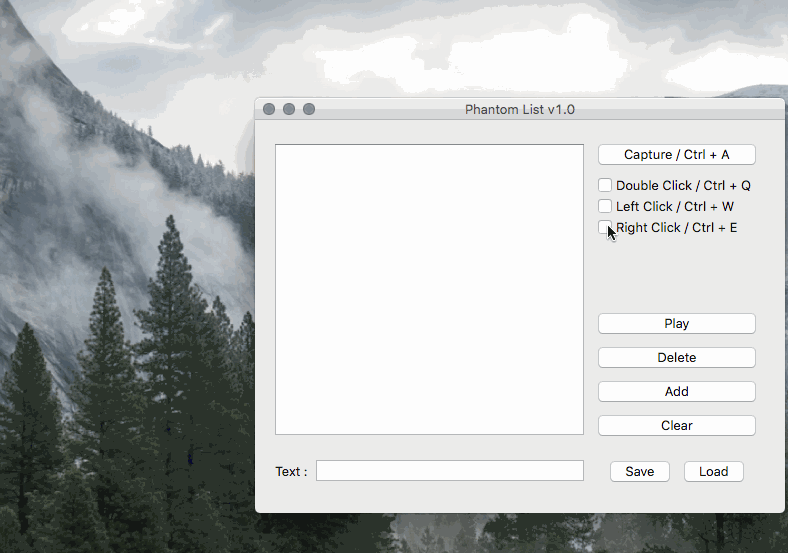 Phantom List v1.0
Capture / Ctrl + A
Double Click / Ctrl + Q
Left Click / Ctrl + W
Right Click / Ctrl + E
Play
Delete
Add
Clear
Text :
Save
Load